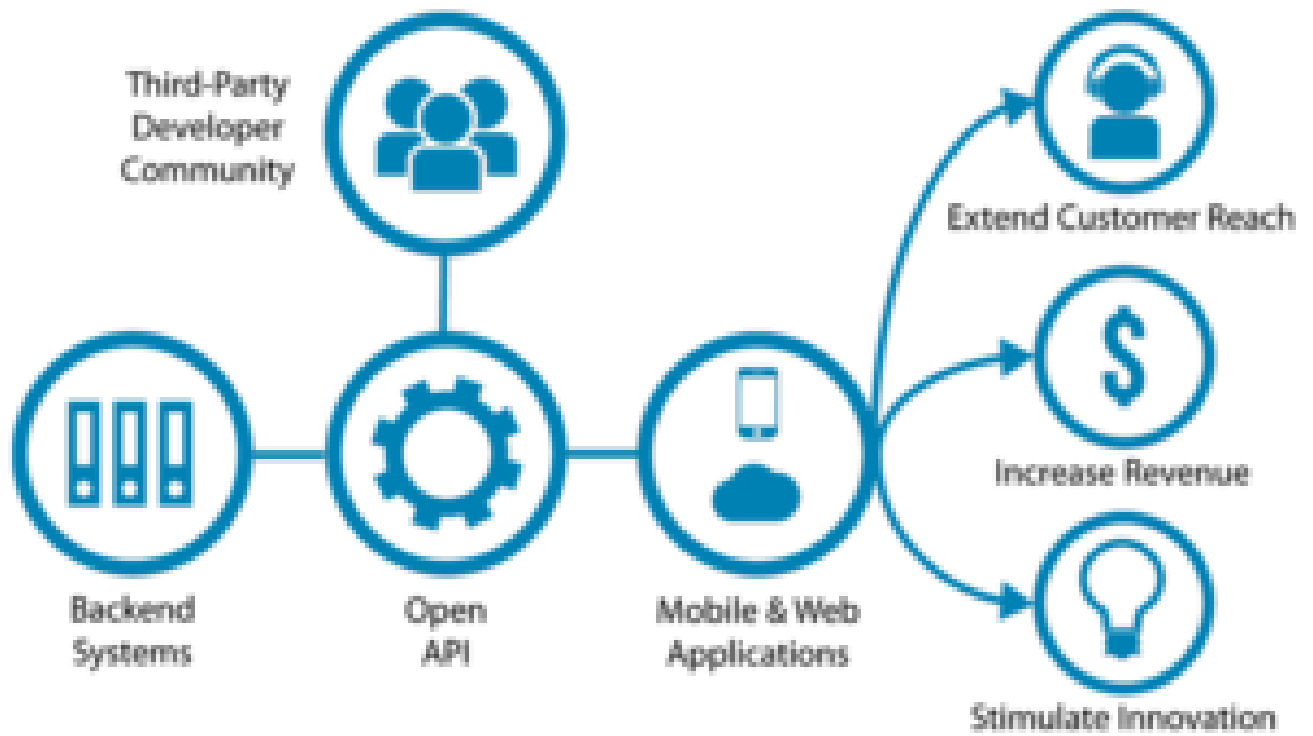 Third-Party
Developer
Community
Extend Customer Reach
Increase Revenue
Backend
Systems
Open
API
Mobile & Web
Applications
Stimulate Innovation